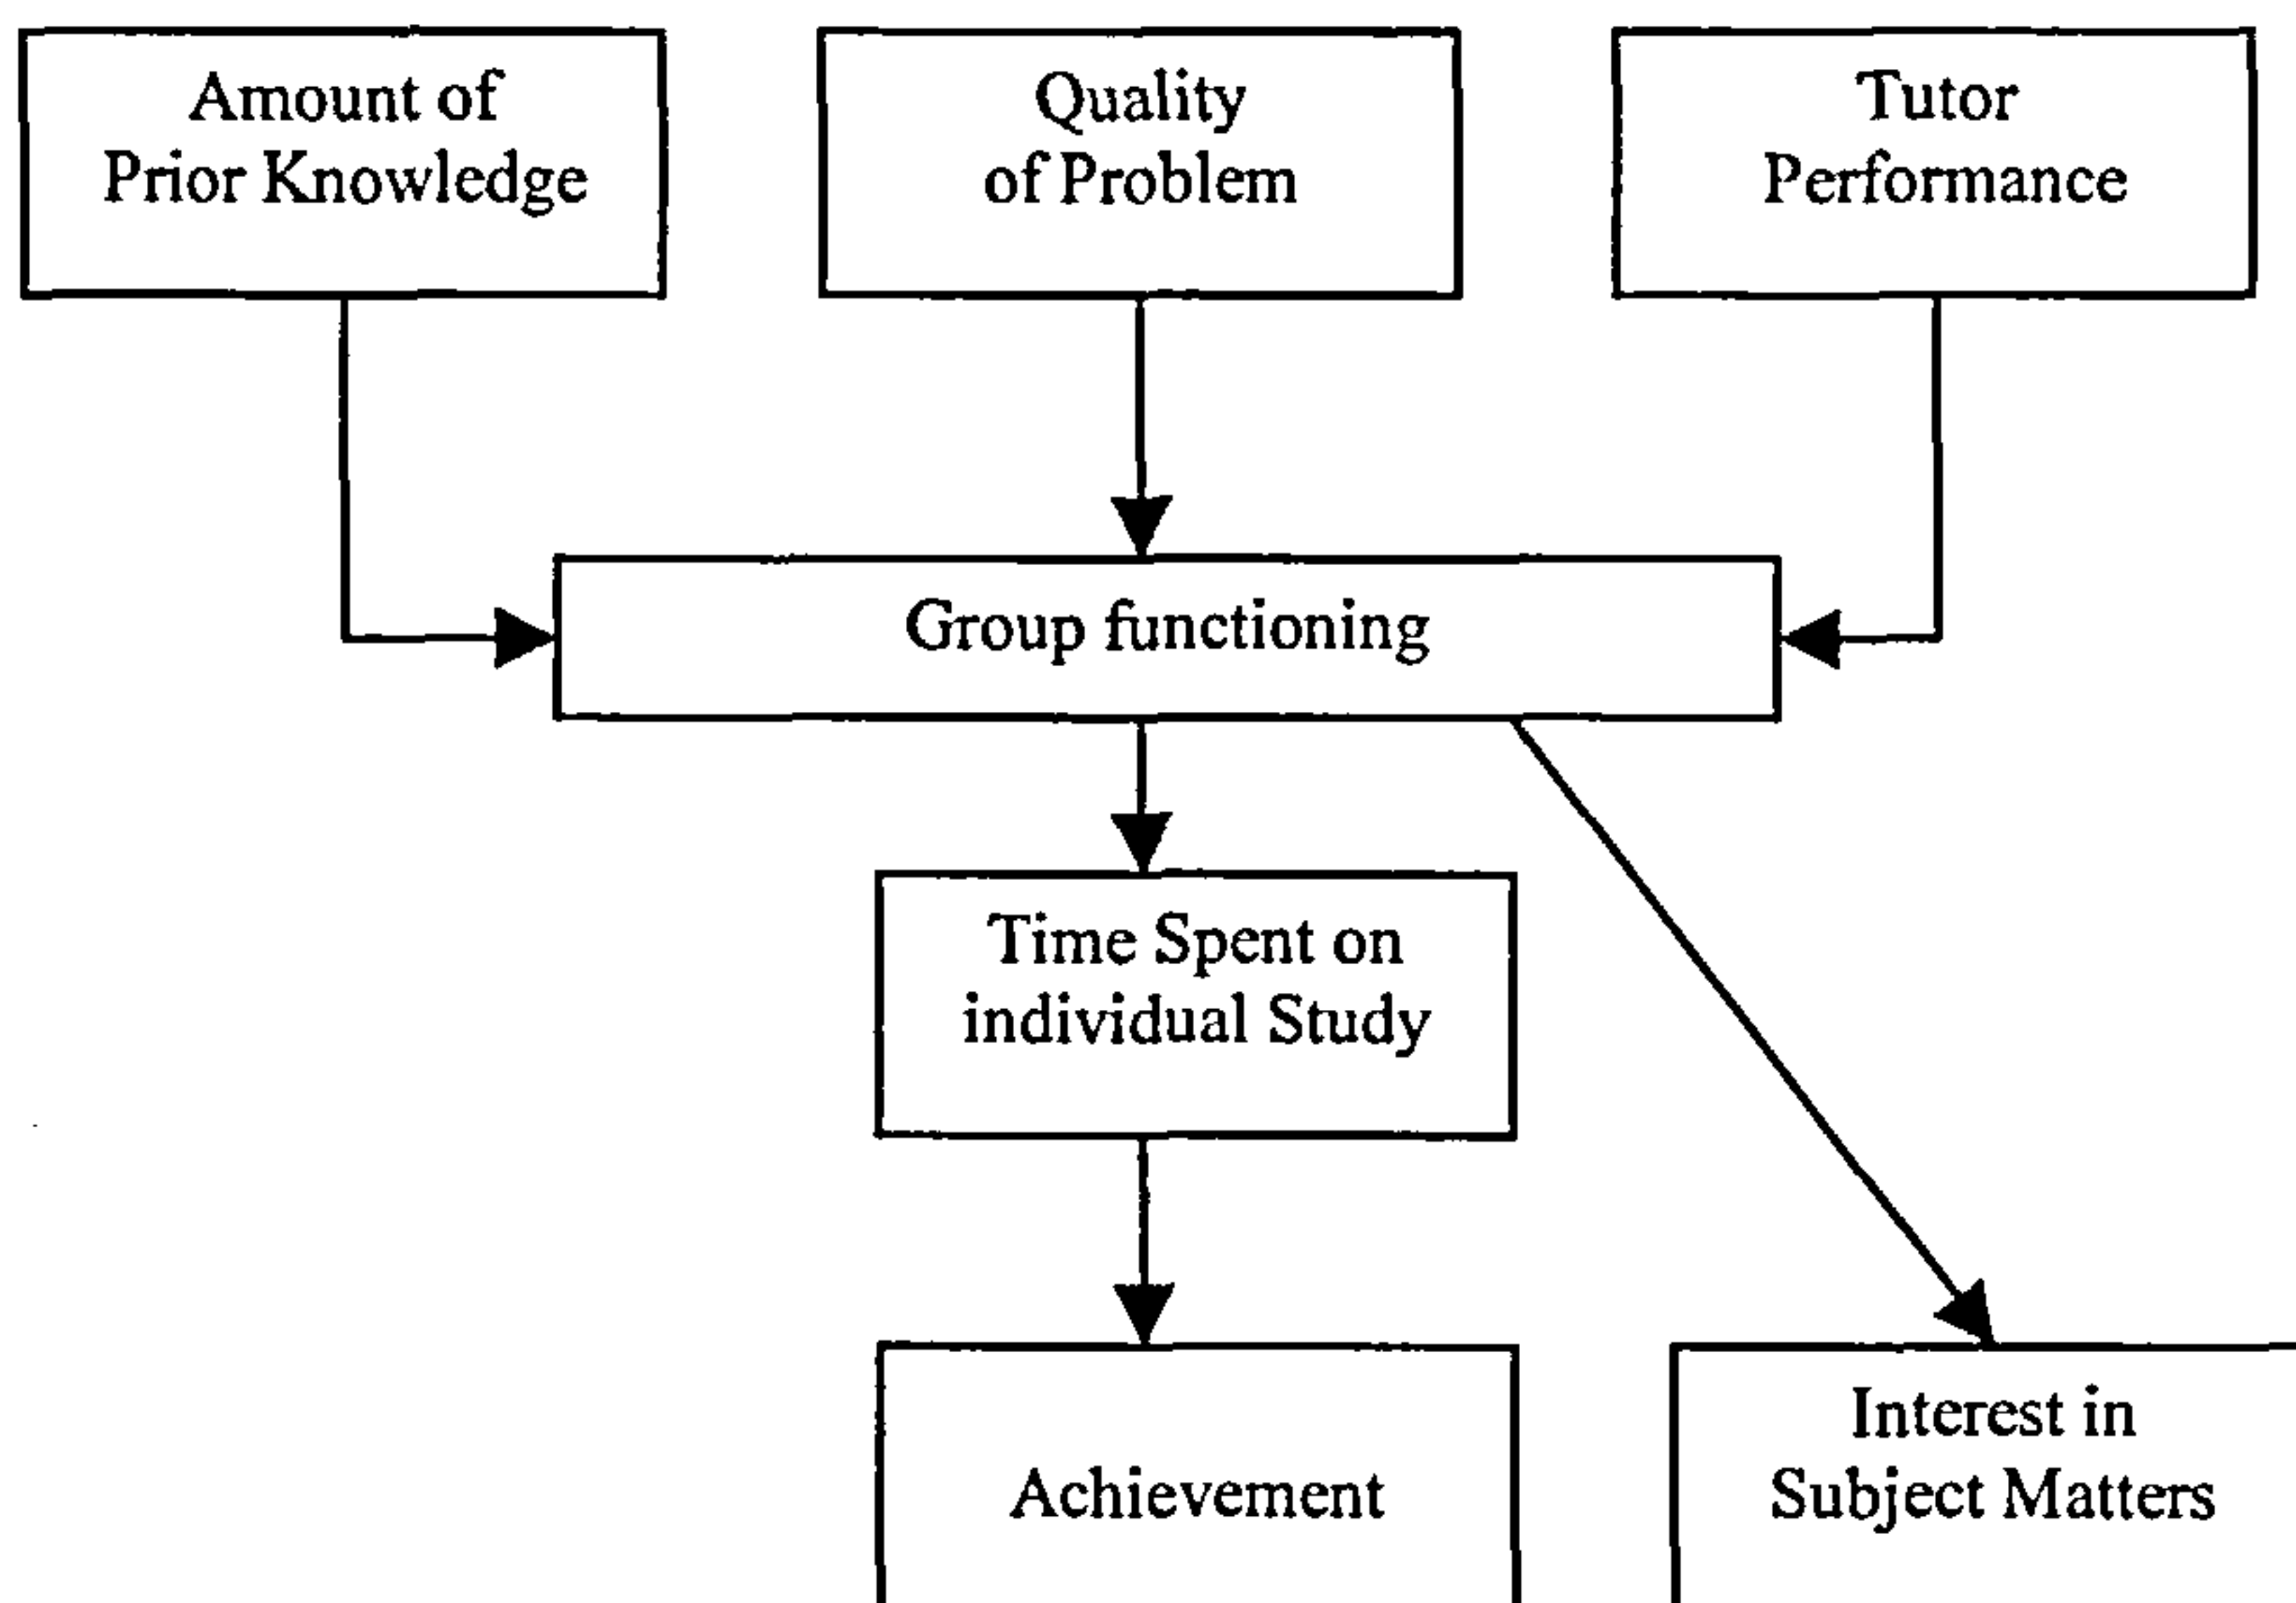 Amount of
Prior Knowledge
Quality
of Problem
Tutor
Performance
Group functioning
Time Spent on
individual Study
Achievement
Interest in
Subject Matters